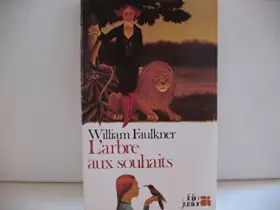 William Faulkner
L'arbre
aux souhaits
folio
junior